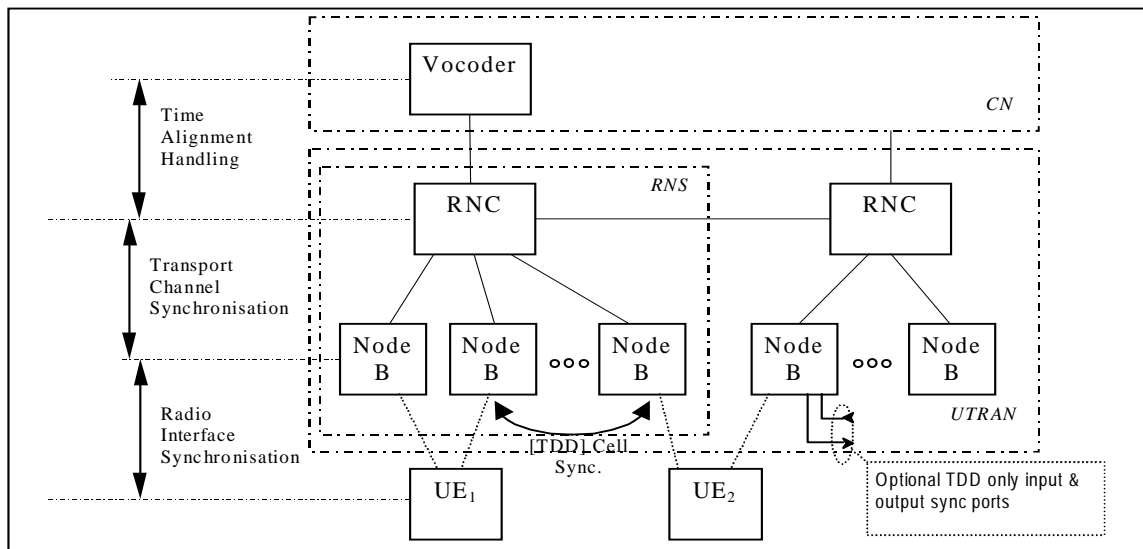 Vocoder
CN
Time
Alignment
Handling
RNS
RNC
RNC
Transport
Channel
Synchronisation
Node
B
Node
B
Node
B
Node
B
Node
B
UTRAN
Radio
Interface
Synchronisation
[TDD] Cell
Sync.
UE1
UE2
Optional TDD only input &
output sync ports